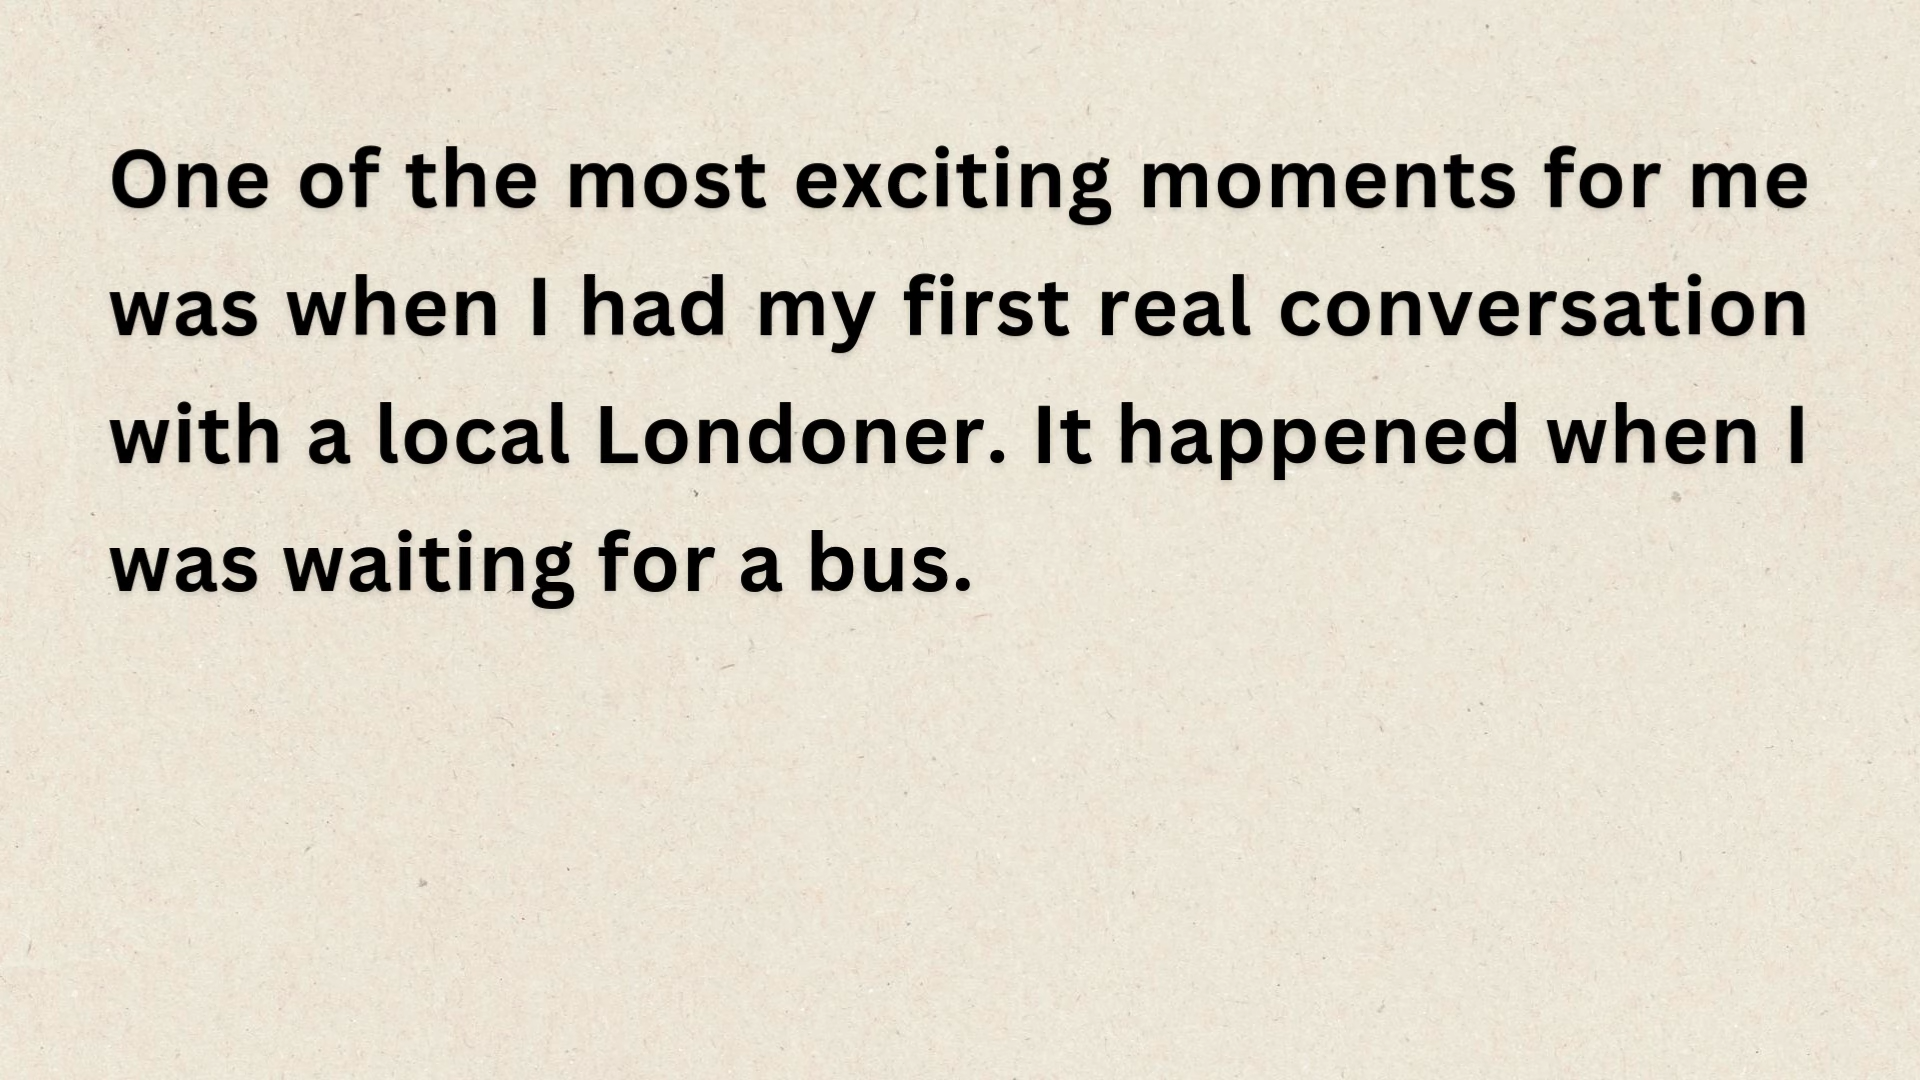 One of the most exciting moments for me
was when I had my first real conversation
with a local Londoner. It happened when I
was waiting for a bus.